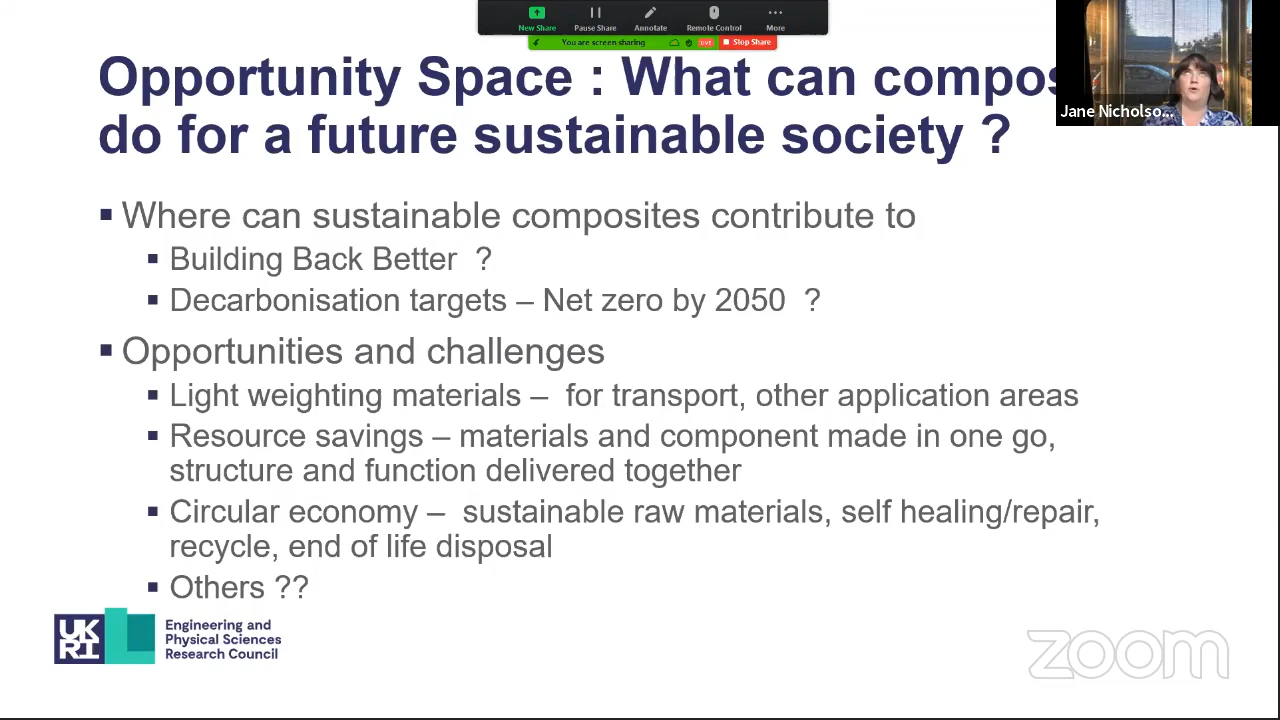 New Share
Pause Share
Annotate
Remote Control
More
You are screen sharing
LIVE
Stop Share
Opportunity Space : What can compos
do for a future sustainable society ?
Jane Nicholso...
Where can sustainable composites contribute to
Building Back Better ?
Decarbonisation targets – Net zero by 2050 ?
Opportunities and challenges
Light weighting materials – for transport, other application areas
Resource savings – materials and component made in one go,
structure and function delivered together
Circular economy – sustainable raw materials, self healing/repair,
recycle, end of life disposal
Others ??
UK
RI
Engineering and
Physical Sciences
Research Council
zoom